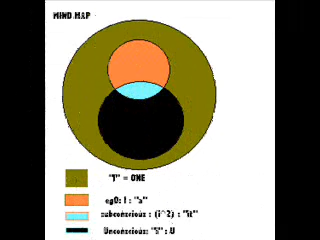 MIND MAP
"J" = ONE
egO: I : "a"
subconscious : (i^2) : "it"
Unconscious: "i" : U